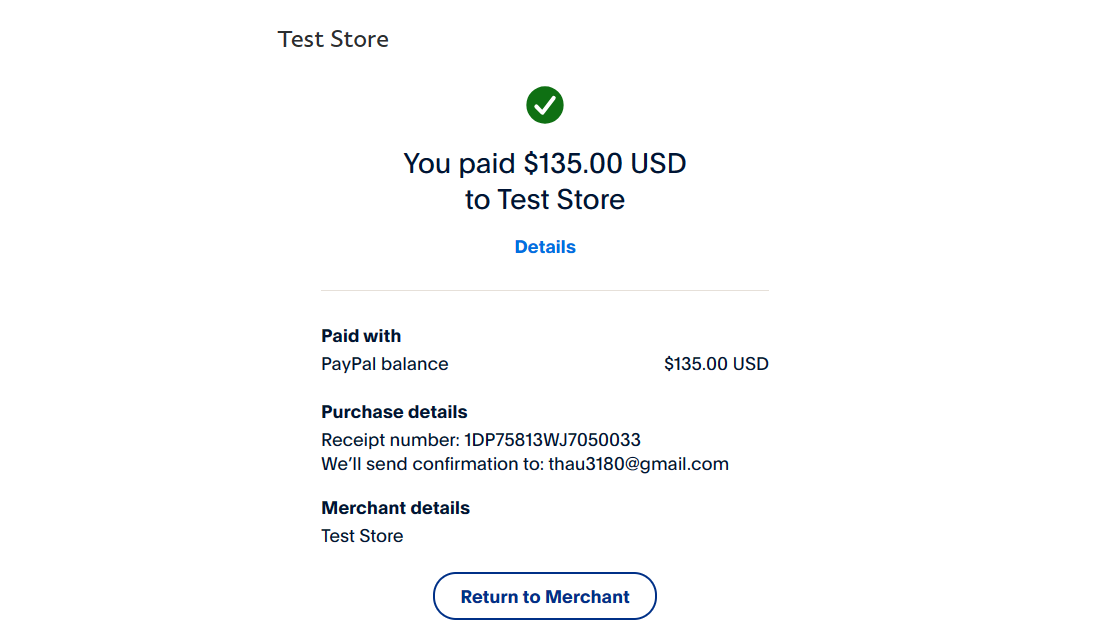 Test Store
You paid $135.00 USD
to Test Store
Details
Paid with
PayPal balance $135.00 USD
Purchase details
Receipt number: 1DP75813WJ7050033
We’ll send confirmation to: thau3180@gmail.com
Merchant details
Test Store
Return to Merchant